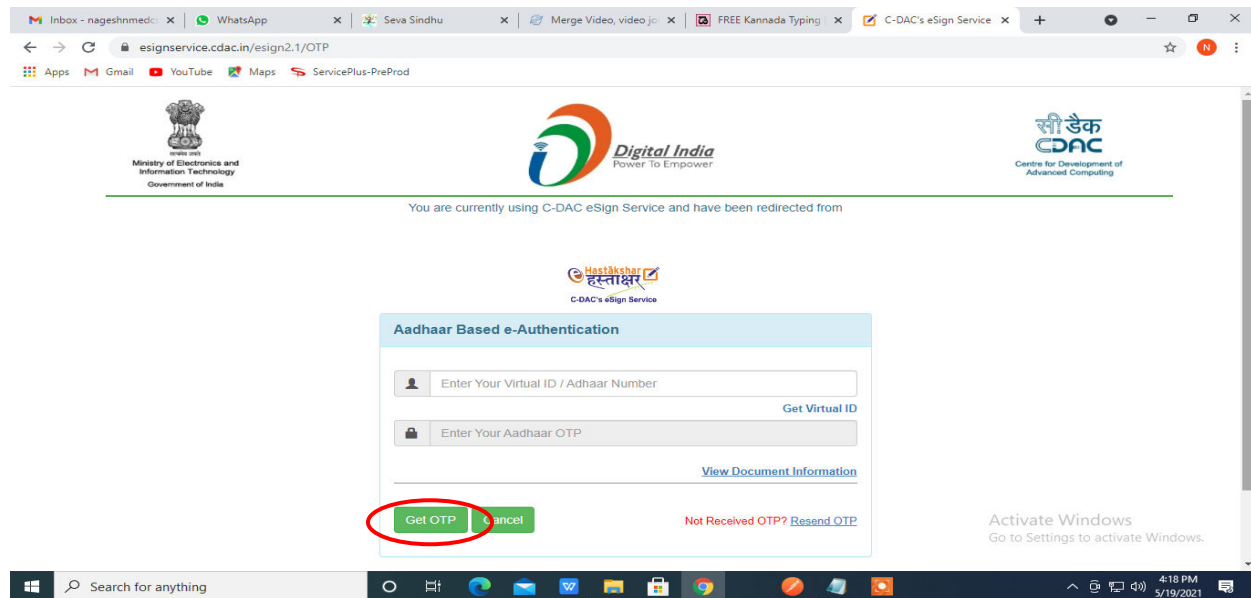 Inbox - nageshnmedc
WhatsApp
Seva Sindhu
Merge Video, video jo
FREE Kannada Typing
C-DAC's eSign Service
esignservice.cdac.in/esign2.1/OTP
N
Apps
Gmail
YouTube
Maps
ServicePlus-PreProd
Ministry of Electronics and
Information Technology
Government of India
Digital India
Power To Empower
सी डैक
CDAC
Centre for Development of
Advanced Computing
You are currently using C-DAC eSign Service and have been redirected from
eHastākshar
हस्ताक्षर
C-DAC's eSign Service
Aadhaar Based e-Authentication
Enter Your Virtual ID / Adhaar Number
Get Virtual ID
Enter Your Aadhaar OTP
View Document Information
Get OTP
Cancel
Not Received OTP? Resend OTP
Activate Windows
Go to Settings to activate Windows.
Search for anything
4:18 PM
5/19/2021